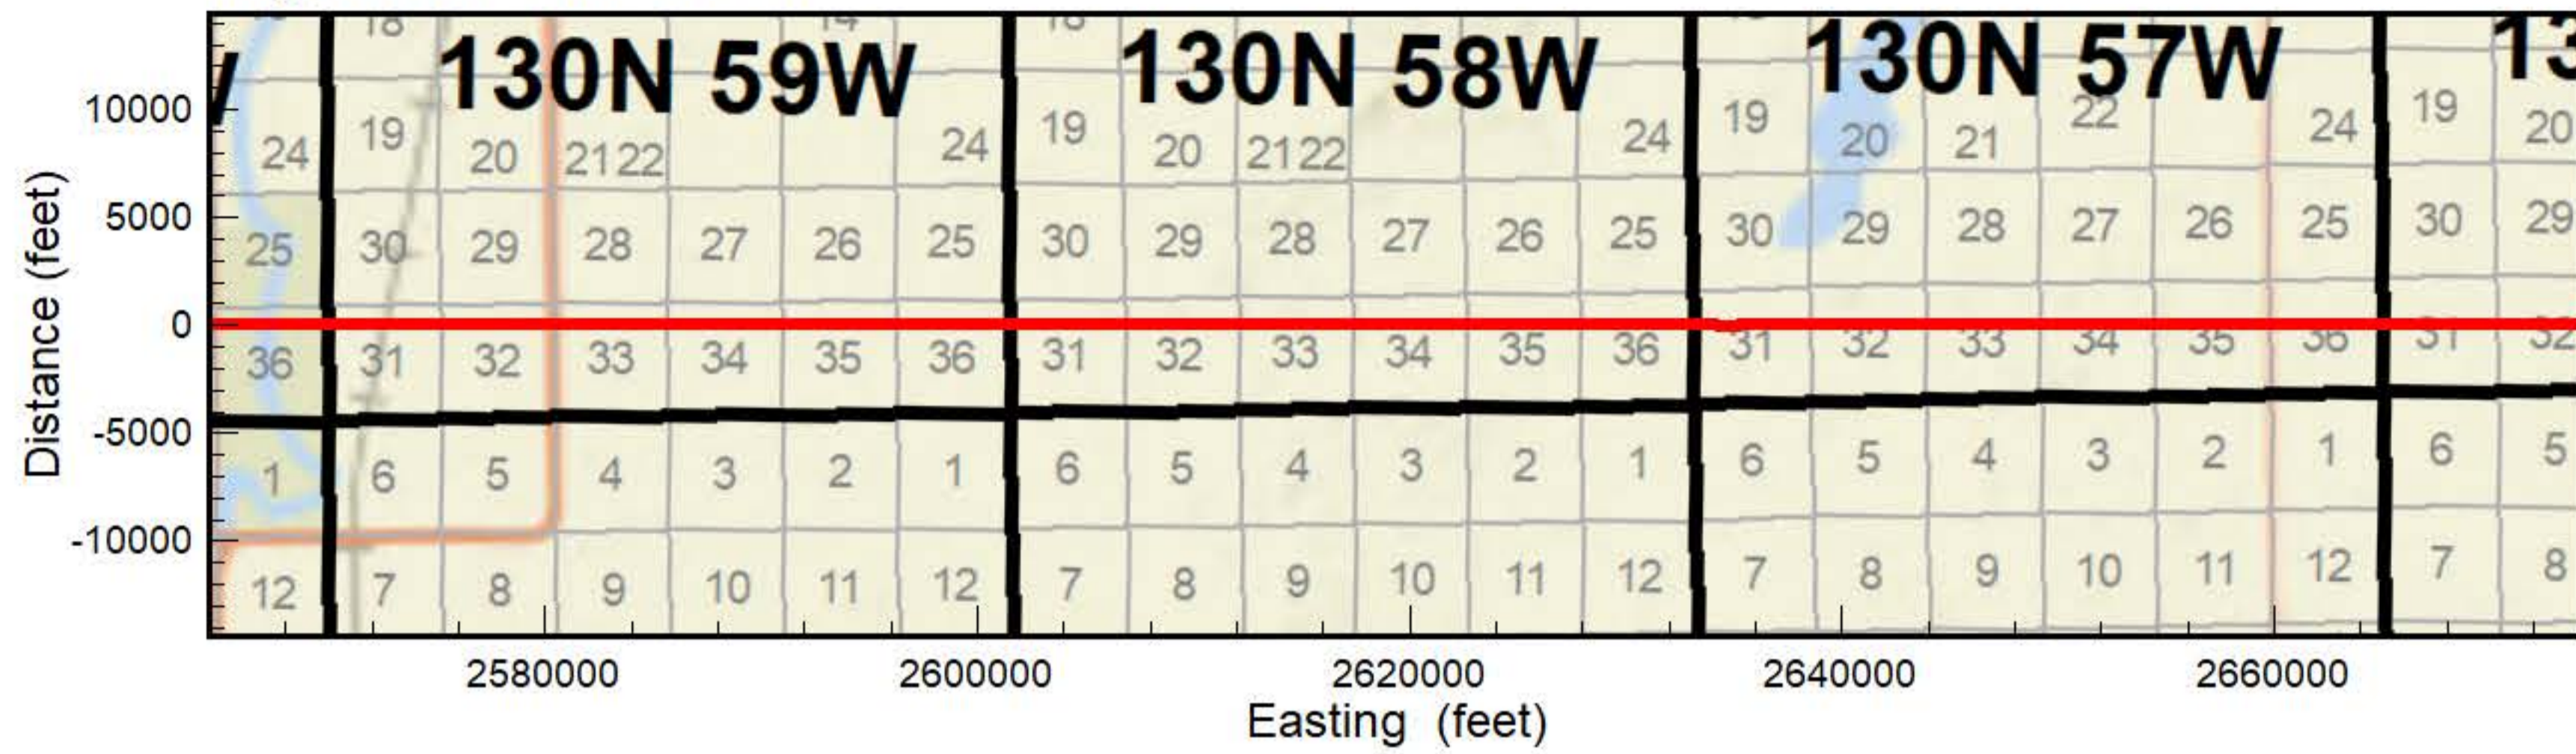 18 14 18
130N 59W 130N 58W 130N 57W
10000
24 19 20 21 22 24 19 20 21 22 24 19 20 21 22 24 19 20
5000
25 30 29 28 27 26 25 30 29 28 27 26 25 30 29 28 27 26 25 30 29
0
36 31 32 33 34 35 36 31 32 33 34 35 36 31 32 33 34 35 36 31 32
-5000
1 6 5 4 3 2 1 6 5 4 3 2 1 6 5 4 3 2 1 6 5
-10000
12 7 8 9 10 11 12 7 8 9 10 11 12 7 8 9 10 11 12 7 8
Distance (feet)
2580000 2600000 2620000 2640000 2660000
Easting (feet)